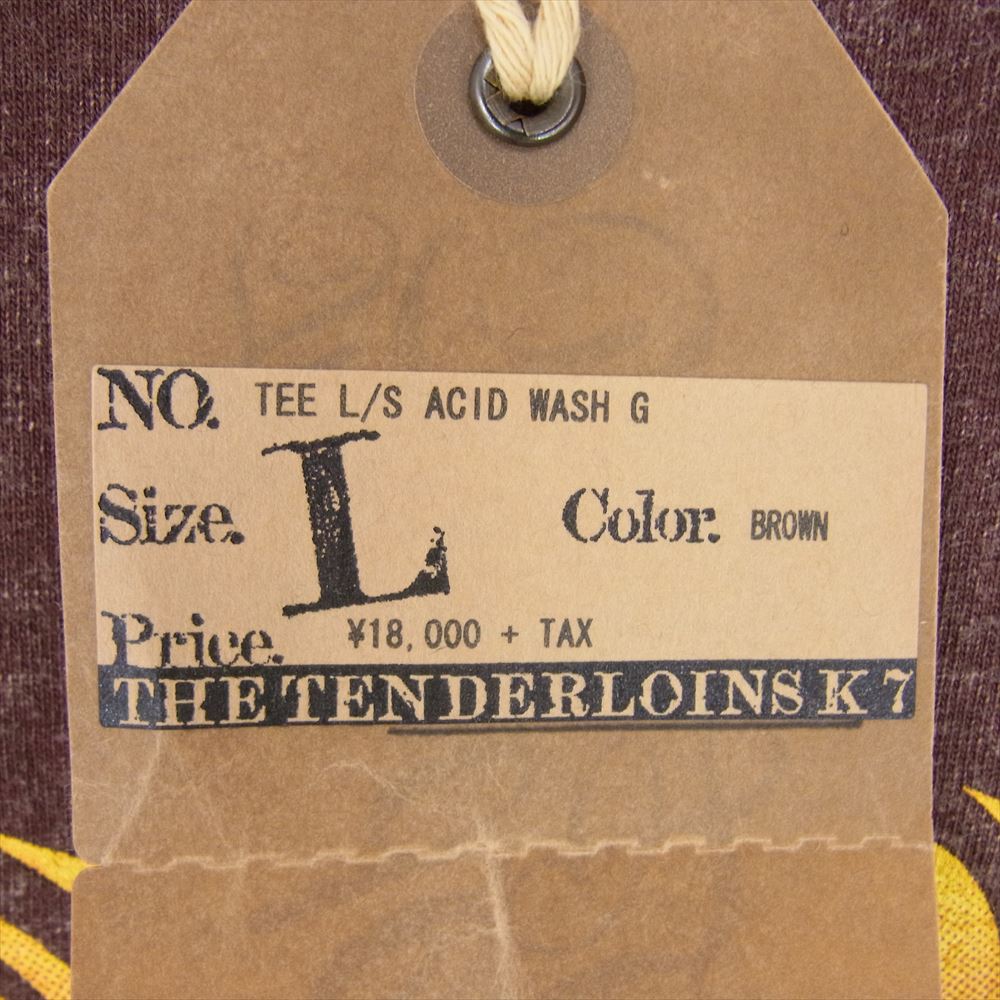 NO. TEE L/S ACID WASH G
Size. L Color. BROWN
Price. ¥18,000 + TAX
THE TENDERLOINS K 7